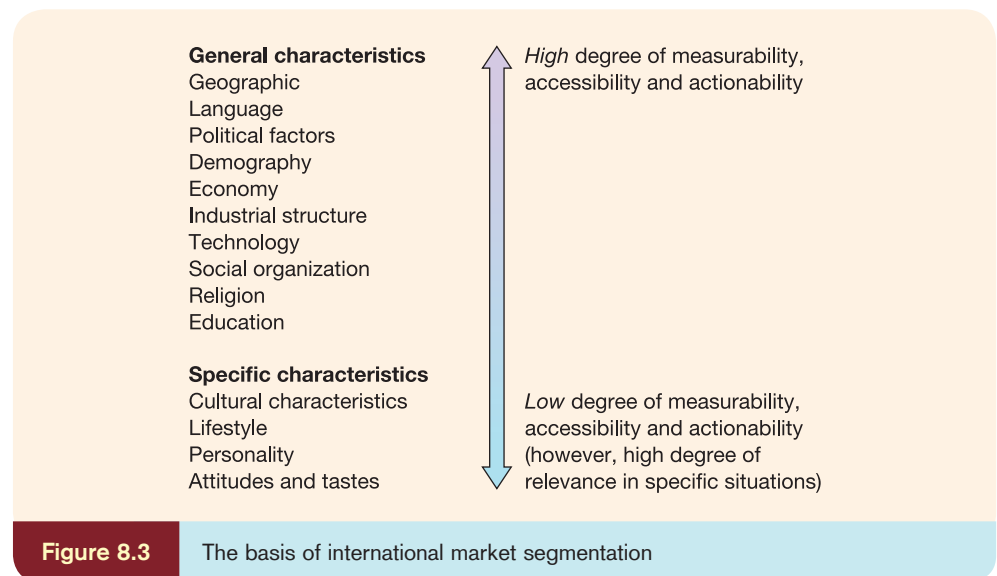 General characteristics
Geographic
Language
Political factors
Demography
Economy
Industrial structure
Technology
Social organization
Religion
Education
High degree of measurability,
accessibility and actionability
Specific characteristics
Cultural characteristics
Lifestyle
Personality
Attitudes and tastes
Low degree of measurability,
accessibility and actionability
(however, high degree of
relevance in specific situations)
Figure 8.3 The basis of international market segmentation